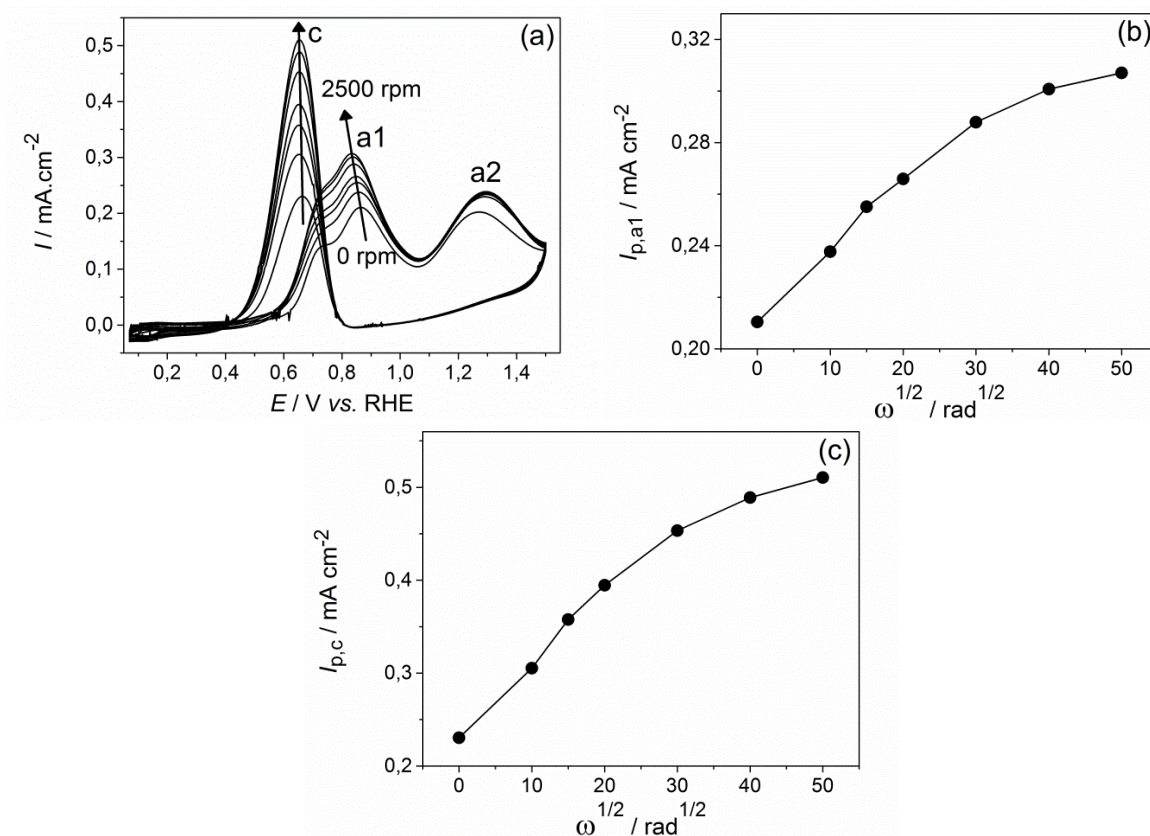 (a)
c
2500 rpm
a1
a2
0 rpm
0,5
0,4
0,3
0,2
0,1
0,0
I / mA.cm-2
0,2 0,4 0,6 0,8 1,0 1,2 1,4
E / V vs. RHE
(b)
0,32
0,28
0,24
0,20
Ip,a1 / mA cm-2
0 10 20 30 40 50
ω1/2 / rad1/2
(c)
0,5
0,4
0,3
0,2
Ip,c / mA cm-2
0 10 20 30 40 50
ω1/2 / rad1/2